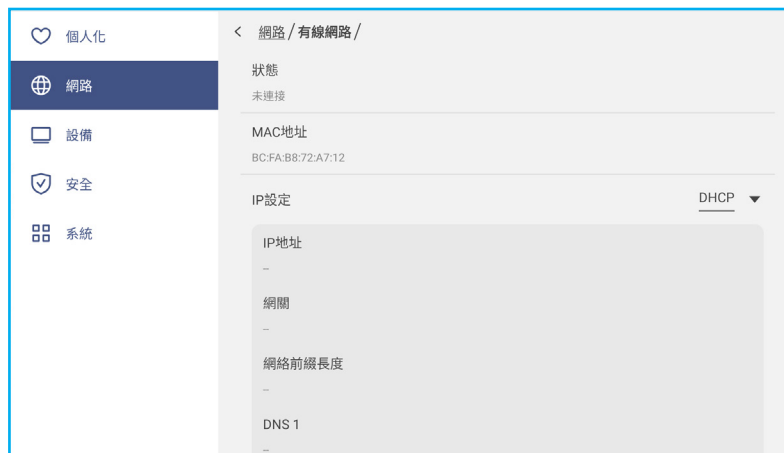 個人化
網路
設備
安全
系統
網路/有線網路/
狀態
未連接
MAC地址
BC:FA:B8:72:A7:12
IP設定
DHCP
IP地址
--
網關
--
網絡前綴長度
--
DNS 1
--